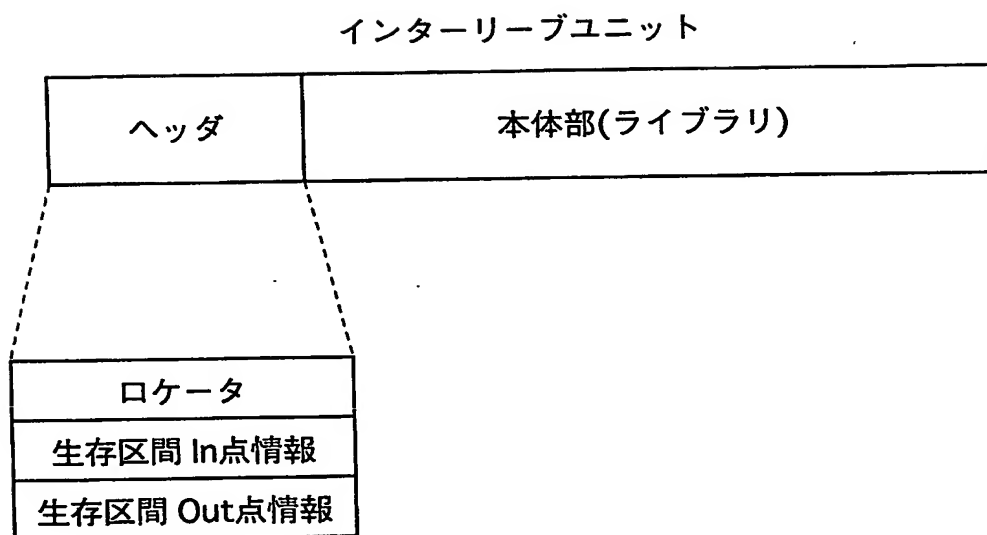 インターリーブユニット
ヘッダ
本体部(ライブラリ)
ロケータ
生存区間 In点情報
生存区間 Out点情報